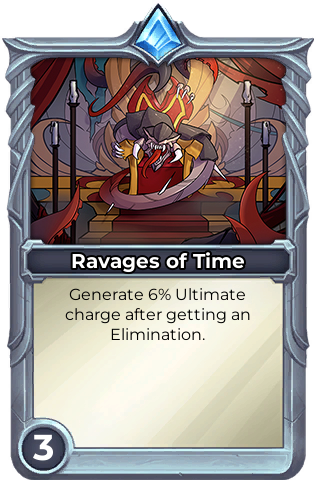 Ravages of Time
Generate 6% Ultimate
charge after getting an
Elimination.
3